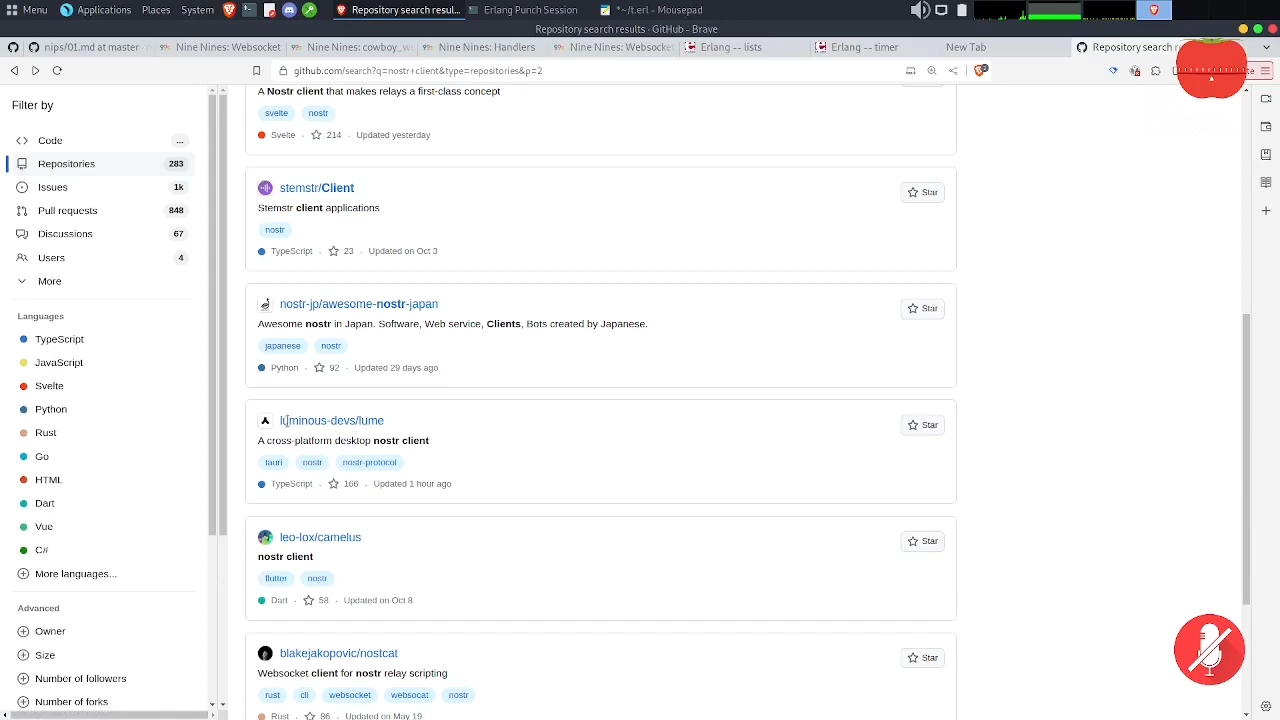 Menu Applications Places System Repository search resul... Erlang Punch Session *~/t.erl - Mousepad
Repository search results - GitHub - Brave
nips/01.md at master Nine Nines: Websocket Nine Nines: cowboy_w Nine Nines: Handlers Nine Nines: Websocket Erlang -- lists Erlang -- timer New Tab Repository search r
github.com/search?q=nostr+client&type=repositories&p=2
Filter by
Code ...
Repositories 283
Issues 1k
Pull requests 848
Discussions 67
Users 4
More
Languages
TypeScript
JavaScript
Svelte
Python
Rust
Go
HTML
Dart
Vue
C#
More languages...
Advanced
Owner
Size
Number of followers
Number of forks
A Nostr client that makes relays a first-class concept
svelte nostr
Svelte · 214 · Updated yesterday
stemstr/Client
Star
Stemstr client applications
nostr
TypeScript · 23 · Updated on Oct 3
nostr-jp/awesome-nostr-japan
Star
Awesome nostr in Japan. Software, Web service, Clients, Bots created by Japanese.
japanese nostr
Python · 92 · Updated 29 days ago
luminous-devs/lume
Star
A cross-platform desktop nostr client
tauri nostr nostr-protocol
TypeScript · 166 · Updated 1 hour ago
leo-lox/camelus
Star
nostr client
flutter nostr
Dart · 58 · Updated on Oct 8
blakejakopovic/nostcat
Star
Websocket client for nostr relay scripting
rust cli websocket websocat nostr
Rust · 86 · Updated on May 19